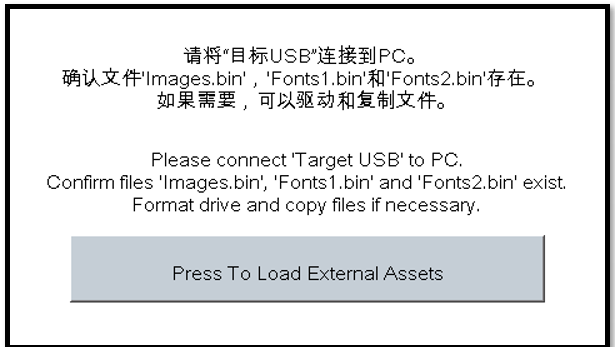 请将“目标USB”连接到PC。
确认文件'Images.bin'，'Fonts1.bin'和'Fonts2.bin'存在。
如果需要，可以驱动和复制文件。
Please connect 'Target USB' to PC.
Confirm files 'Images.bin', 'Fonts1.bin' and 'Fonts2.bin' exist.
Format drive and copy files if necessary.
Press To Load External Assets